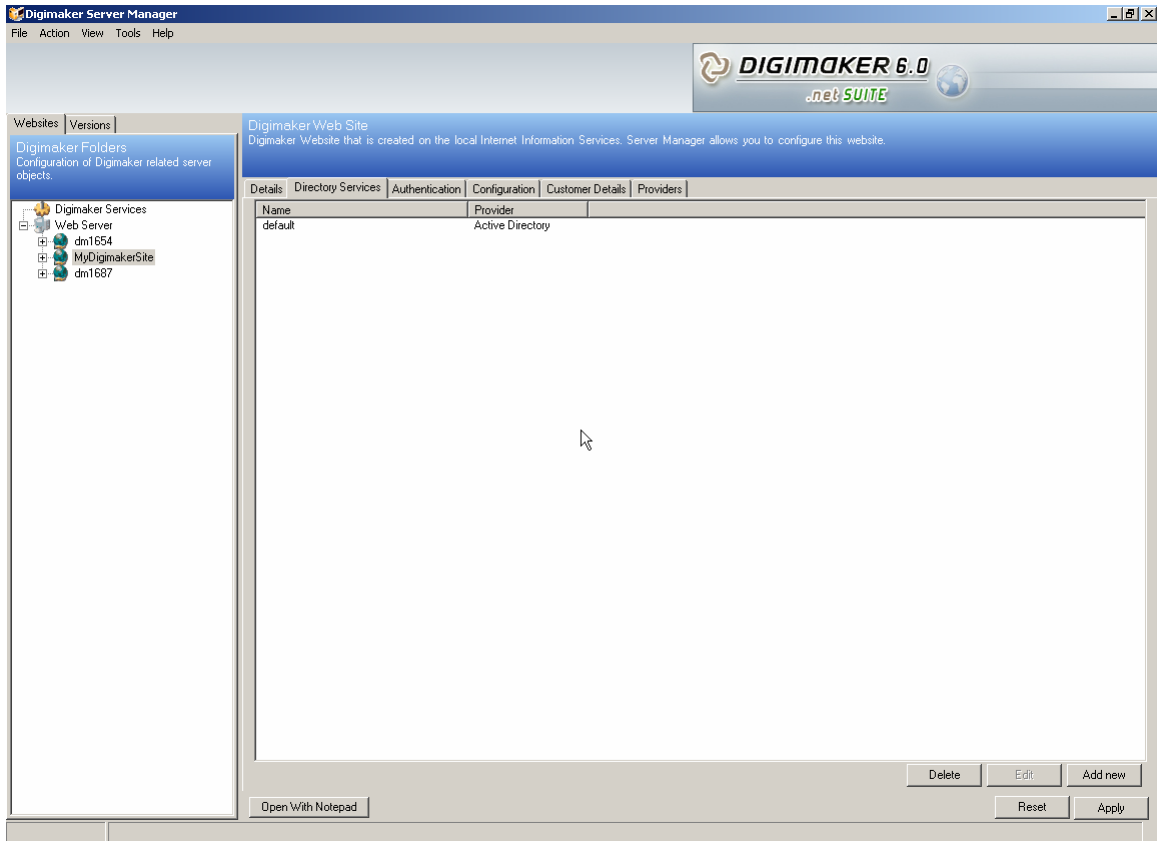 Digimaker Server Manager
File Action View Tools Help
DIGIMAKER 6.0
.net SUITE
Websites Versions
Digimaker Folders
Configuration of Digimaker related server
objects.
Digimaker Services
Web Server
dm1654
MyDigimakerSite
dm1687
Digimaker Web Site
Digimaker Website that is created on the local Internet Information Services. Server Manager allows you to configure this website.
Details Directory Services Authentication Configuration Customer Details Providers
Name Provider
default Active Directory
Delete Edit Add new
Open With Notepad Reset Apply